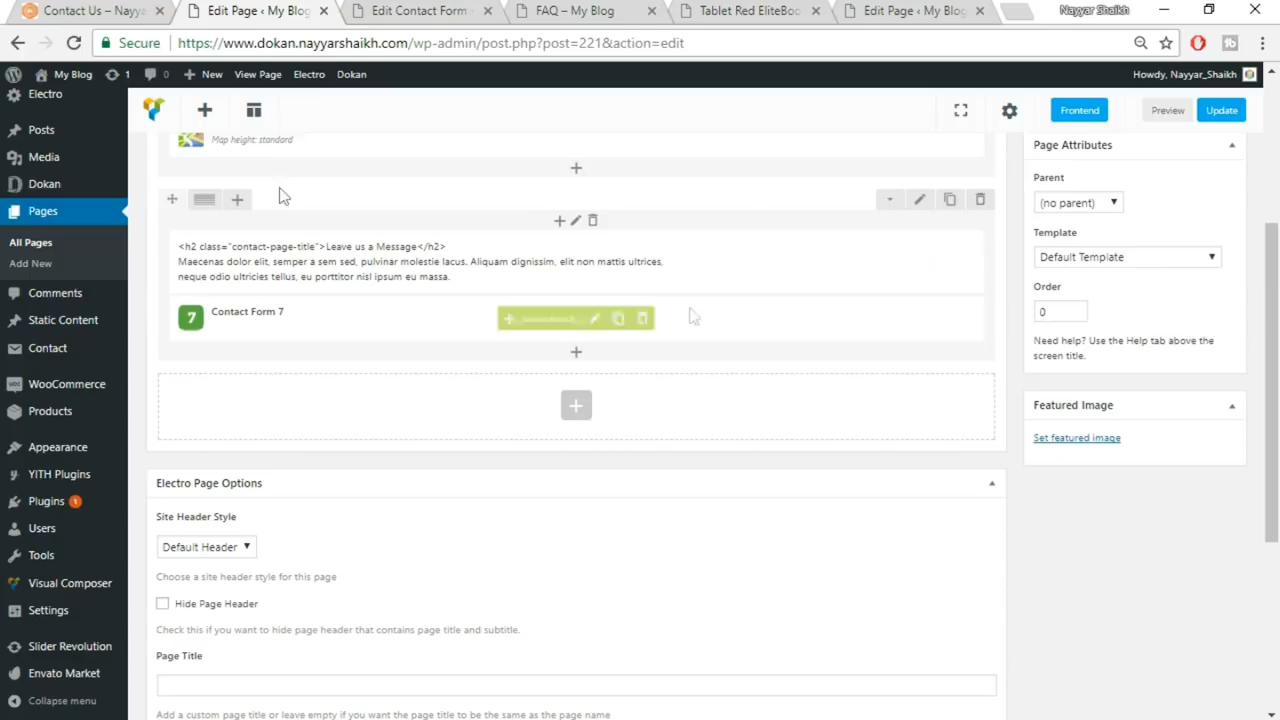 Contact Us – Nayya
Edit Page ‹ My Blog
Edit Contact Form
FAQ – My Blog
Tablet Red EliteBoo
Edit Page ‹ My Blog
Nayyar Shaikh
Secure
https://www.dokan.nayyarshaikh.com/wp-admin/post.php?post=221&action=edit
My Blog 1 0 New View Page Electro Dokan
Howdy, Nayyar_Shaikh
Electro
Posts
Media
Dokan
Pages
All Pages
Add New
Comments
Static Content
Contact
WooCommerce
Products
Appearance
YITH Plugins
Plugins 1
Users
Tools
Visual Composer
Settings
Slider Revolution
Envato Market
Collapse menu
Frontend
Preview
Update
Map height: standard
<h2 class="contact-page-title">Leave us a Message</h2>
Maecenas dolor elit, semper a sem sed, pulvinar molestie lacus. Aliquam dignissim, elit non mattis ultrices,
neque odio ultricies tellus, eu porttitor nisl ipsum eu massa.
7
Contact Form 7
Electro Page Options
Site Header Style
Default Header
Choose a site header style for this page
Hide Page Header
Check this if you want to hide page header that contains page title and subtitle.
Page Title
Add a custom page title or leave empty if you want the page title to be the same as the page name
Page Attributes
Parent
(no parent)
Template
Default Template
Order
0
Need help? Use the Help tab above the
screen title.
Featured Image
Set featured image